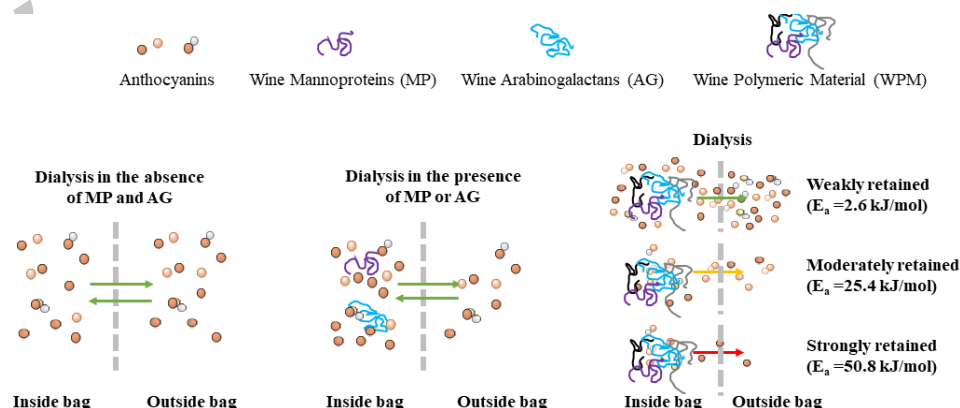 Anthocyanins
Wine Mannoproteins (MP)
Wine Arabinogalactans (AG)
Wine Polymeric Material (WPM)
Dialysis in the absence
of MP and AG
Inside bag
Outside bag
Dialysis in the presence
of MP or AG
Inside bag
Outside bag
Dialysis
Weakly retained
(Eₐ =2.6 kJ/mol)
Moderately retained
(Eₐ =25.4 kJ/mol)
Strongly retained
(Eₐ =50.8 kJ/mol)
Inside bag
Outside bag